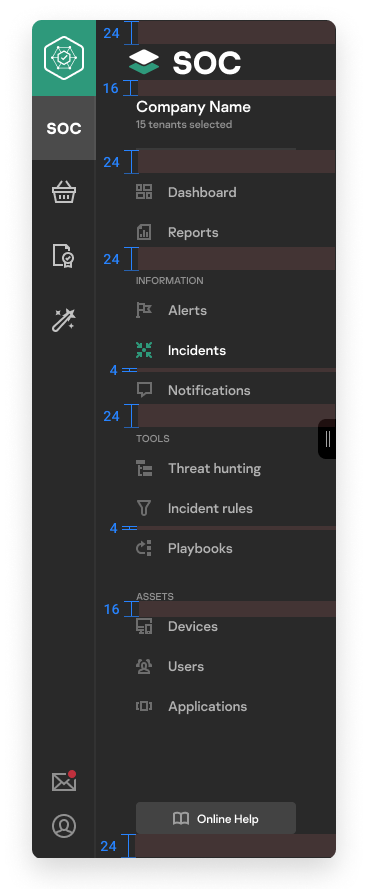 24
SOC
16
Company Name
15 tenants selected
SOC
24
Dashboard
Reports
24
INFORMATION
Alerts
Incidents
4
Notifications
24
TOOLS
Threat hunting
Incident rules
4
Playbooks
ASSETS
16
Devices
Users
Applications
Online Help
24